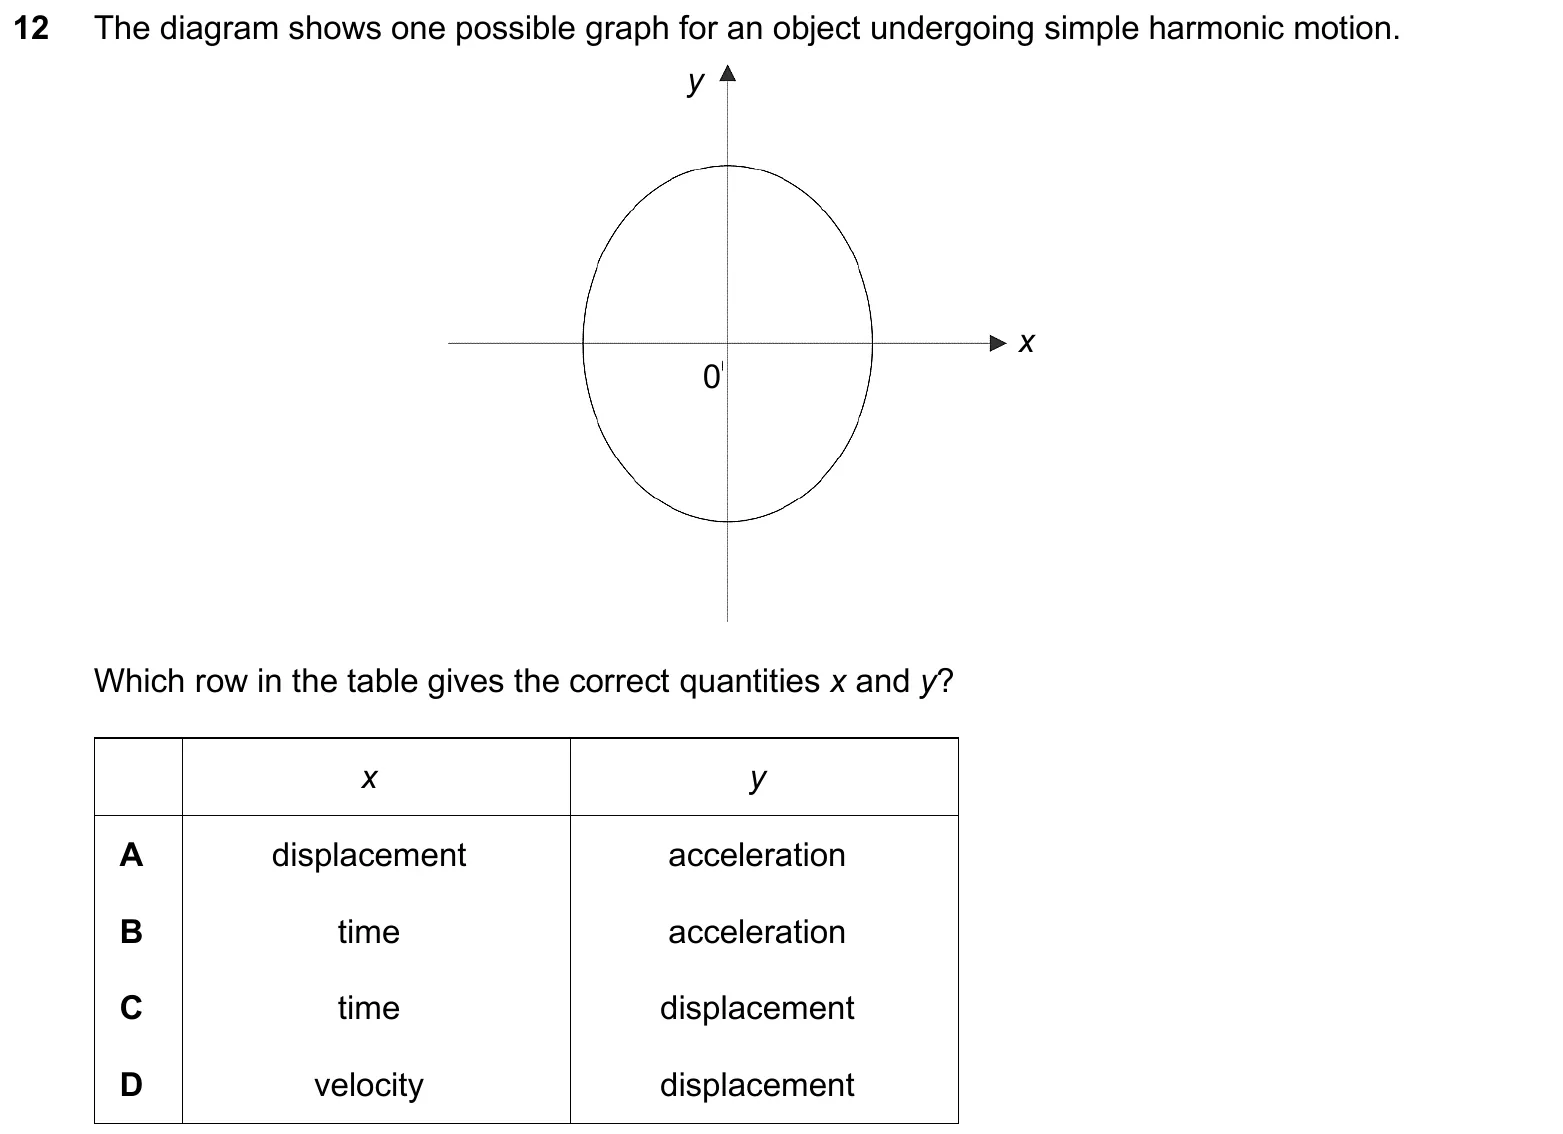 12 The diagram shows one possible graph for an object undergoing simple harmonic motion.
y
x
0
Which row in the table gives the correct quantities x and y?
x y
A displacement acceleration
B time acceleration
C time displacement
D velocity displacement